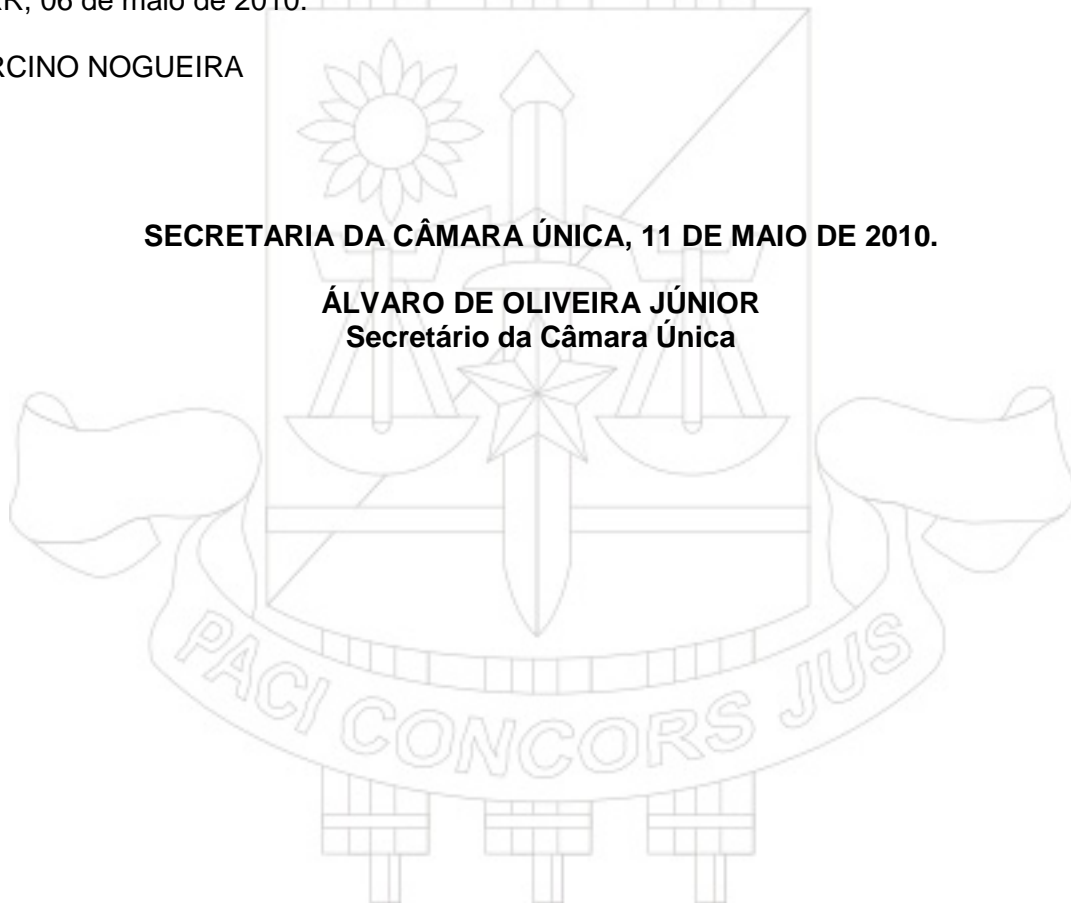 R, 06 de maio de 2010.
RCINO NOGUEIRA
SECRETARIA DA CÂMARA ÚNICA, 11 DE MAIO DE 2010.
ÁLVARO DE OLIVEIRA JÚNIOR
Secretário da Câmara Única
PACI CONCORS JUS